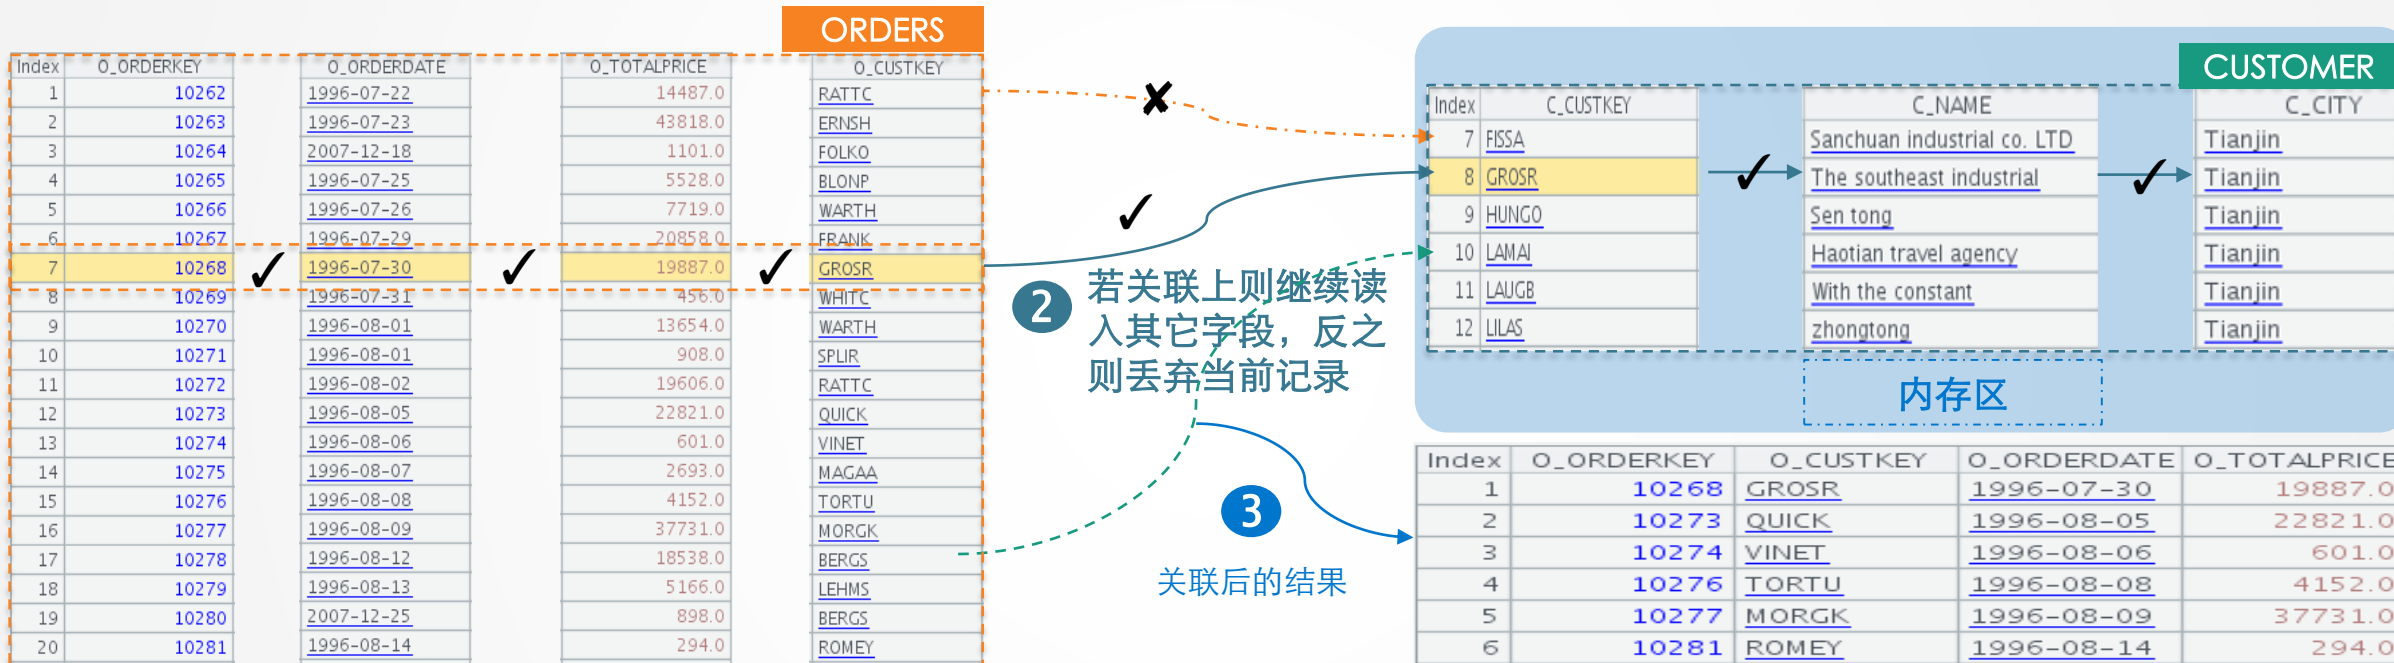 ORDERS
Index O_ORDERKEY O_ORDERDATE O_TOTALPRICE O_CUSTKEY
1 10262 1996-07-22 14487.0 RATTC
2 10263 1996-07-23 43818.0 ERNSH
3 10264 2007-12-18 1101.0 FOLKO
4 10265 1996-07-25 5528.0 BLONP
5 10266 1996-07-26 7719.0 WARTH
6 10267 1996-07-29 20858.0 FRANK
7 10268 1996-07-30 19887.0 GROSR
8 10269 1996-07-31 456.0 WHITC
9 10270 1996-08-01 13654.0 WARTH
10 10271 1996-08-01 908.0 SPLIR
11 10272 1996-08-02 19606.0 RATTC
12 10273 1996-08-05 22821.0 QUICK
13 10274 1996-08-06 601.0 VINET
14 10275 1996-08-07 2693.0 MAGAA
15 10276 1996-08-08 4152.0 TORTU
16 10277 1996-08-09 37731.0 MORGK
17 10278 1996-08-12 18538.0 BERGS
18 10279 1996-08-13 5166.0 LEHMS
19 10280 2007-12-25 898.0 BERGS
20 10281 1996-08-14 294.0 ROMEY
2
若关联上则继续读
入其它字段，反之
则丢弃当前记录
3
关联后的结果
CUSTOMER
Index C_CUSTKEY C_NAME C_CITY
7 FISSA Sanchuan industrial co. LTD Tianjin
8 GROSR The southeast industrial Tianjin
9 HUNGO Sen tong Tianjin
10 LAMAI Haotian travel agency Tianjin
11 LAUGB With the constant Tianjin
12 LILAS zhongtong Tianjin
内存区
Index O_ORDERKEY O_CUSTKEY O_ORDERDATE O_TOTALPRICE
1 10268 GROSR 1996-07-30 19887.0
2 10273 QUICK 1996-08-05 22821.0
3 10274 VINET 1996-08-06 601.0
4 10276 TORTU 1996-08-08 4152.0
5 10277 MORGK 1996-08-09 37731.0
6 10281 ROMEY 1996-08-14 294.0